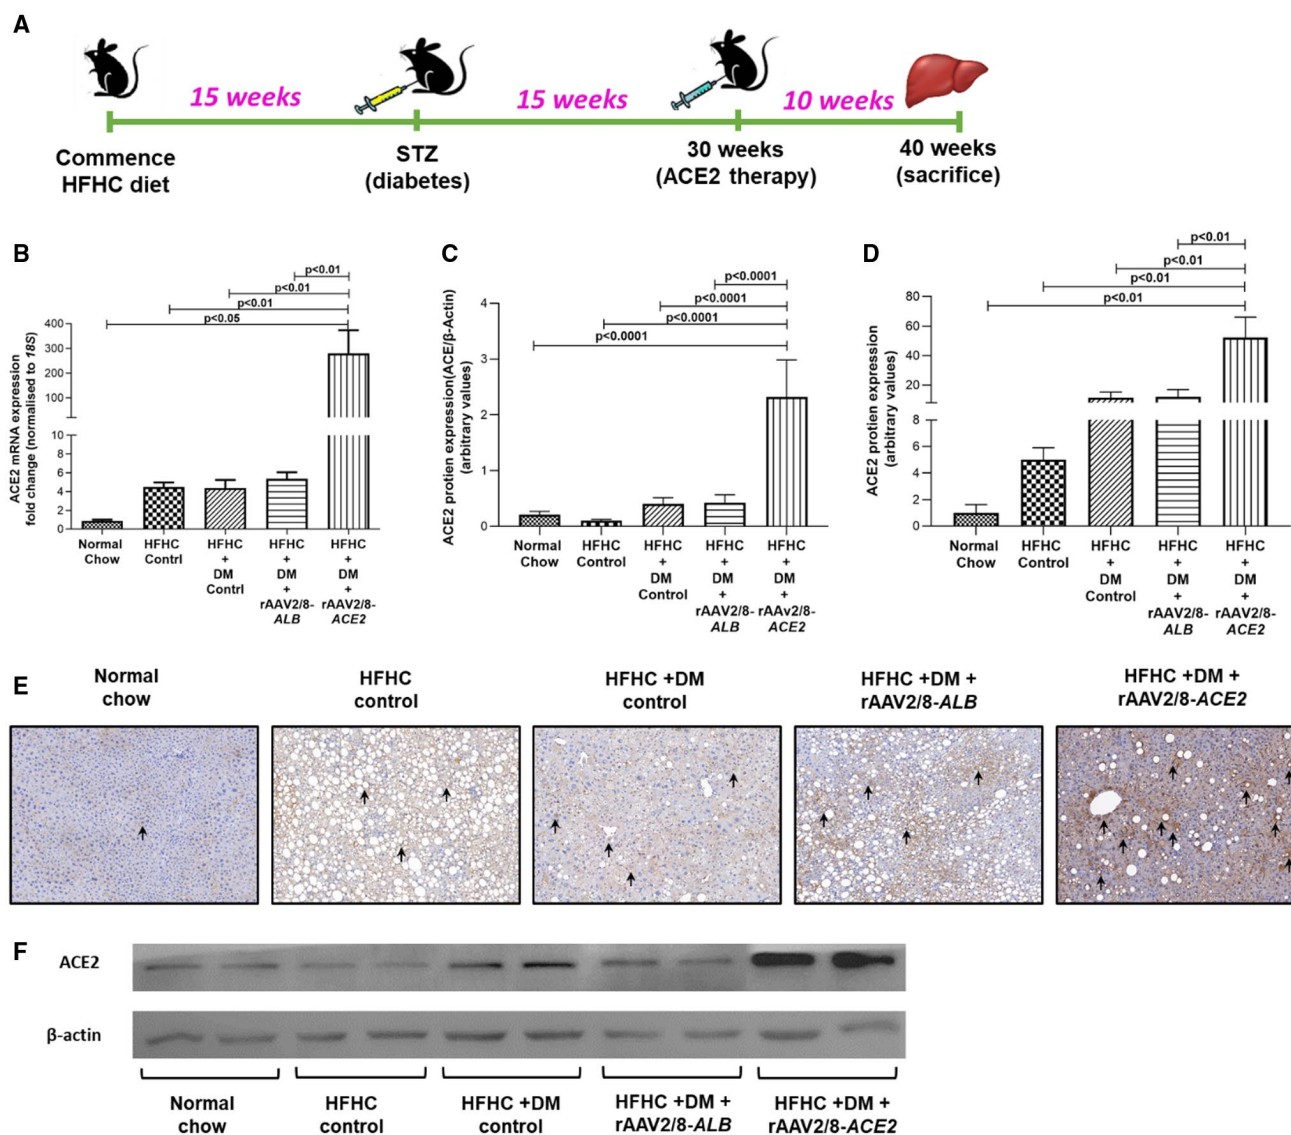 A
15 weeks
15 weeks
10 weeks
Commence
HFHC diet
STZ
(diabetes)
30 weeks
(ACE2 therapy)
40 weeks
(sacrifice)
B
p<0.01
p<0.01
p<0.01
p<0.05
ACE2 mRNA expression
fold change (normalised to 18S)
400
300
200
100
10
8
6
4
2
0
Normal
Chow
HFHC
Contrl
HFHC
+
DM
Contrl
HFHC
+
DM
+
rAAV2/8-
ALB
HFHC
+
DM
+
rAAV2/8-
ACE2
C
p<0.0001
p<0.0001
p<0.0001
p<0.0001
ACE2 protien expression(ACE/β-Actin)
(arbitrary values)
4
3
2
1
0
Normal
Chow
HFHC
Control
HFHC
+
DM
Control
HFHC
+
DM
+
rAAV2/8-
ALB
HFHC
+
DM
+
rAAv2/8-
ACE2
D
p<0.01
p<0.01
p<0.01
p<0.01
ACE2 protien expression
(arbitrary values)
80
60
40
20
8
6
4
2
0
Normal
Chow
HFHC
Control
HFHC
+
DM
Control
HFHC
+
DM
+
rAAV2/8-
ALB
HFHC
+
DM
+
rAAV2/8-
ACE2
E
Normal
chow
HFHC
control
HFHC +DM
control
HFHC +DM +
rAAV2/8-ALB
HFHC +DM +
rAAV2/8-ACE2
F
ACE2
β-actin
Normal
chow
HFHC
control
HFHC +DM
control
HFHC +DM +
rAAV2/8-ALB
HFHC +DM +
rAAV2/8-ACE2